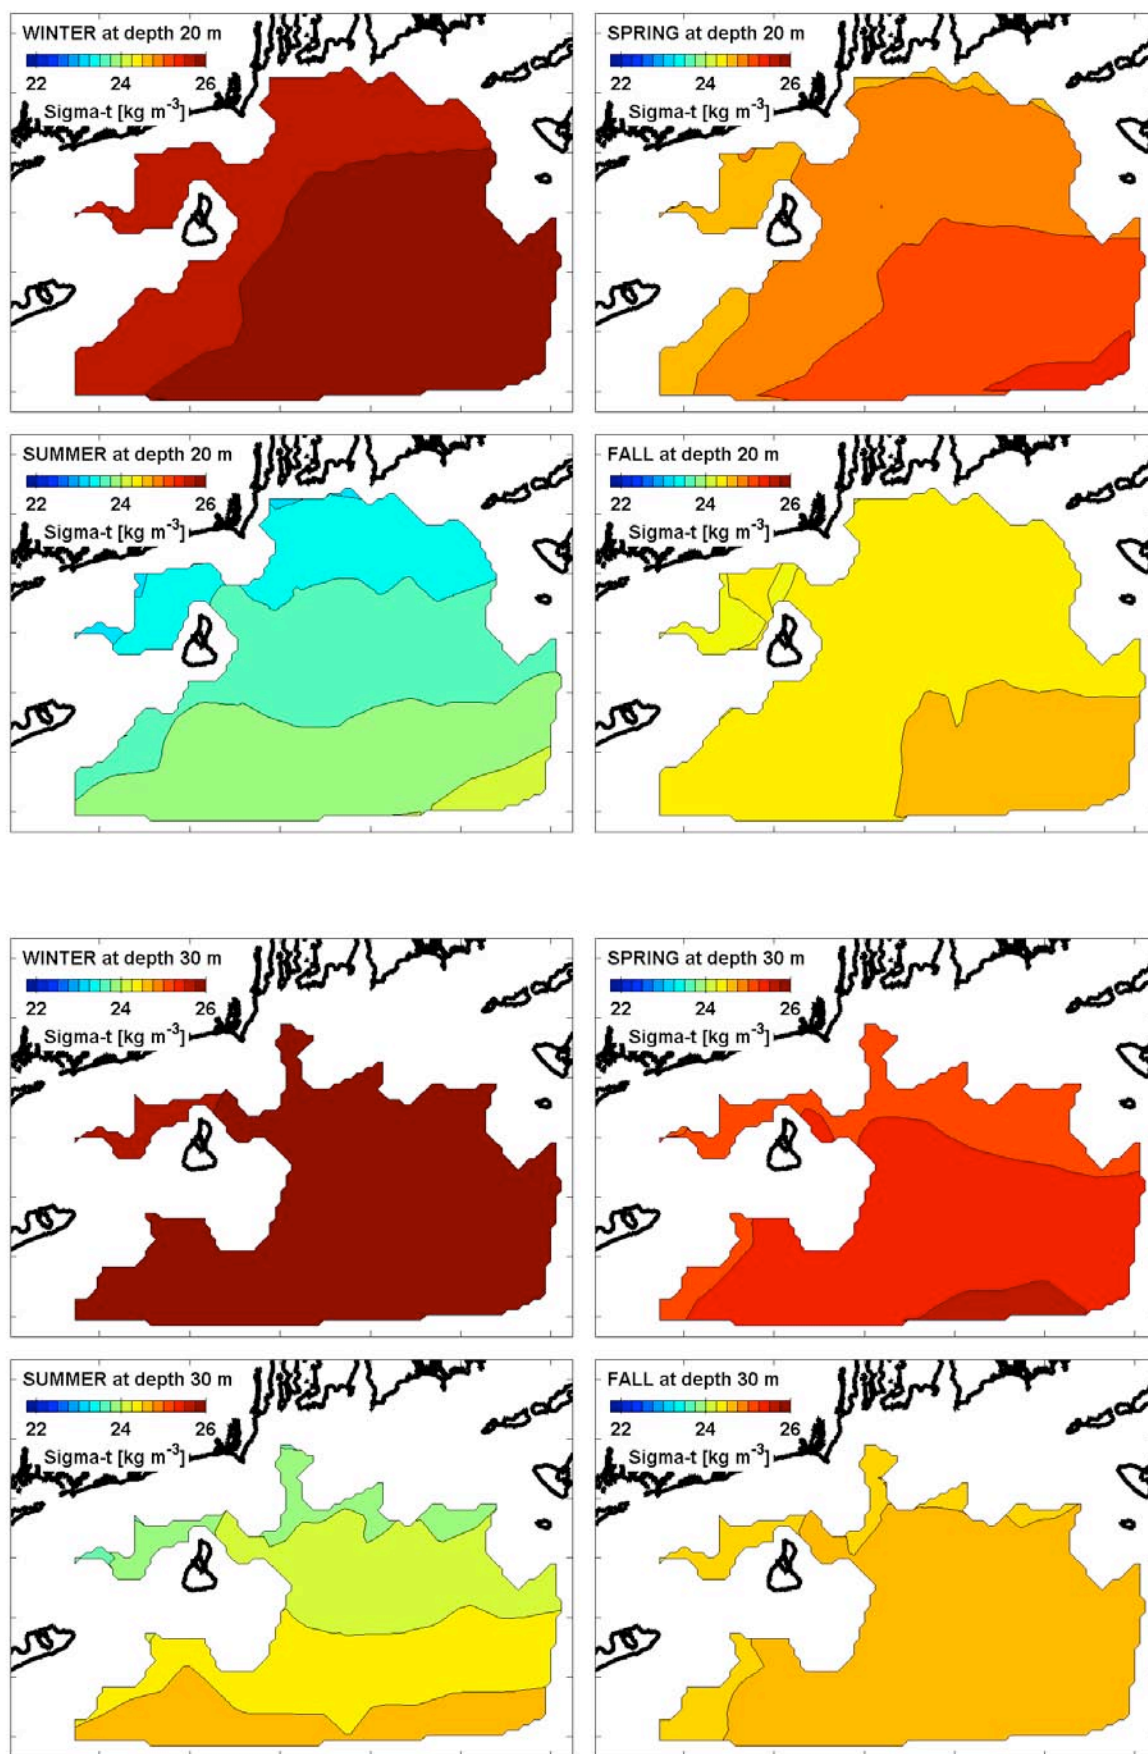 WINTER at depth 20 m
22 24 26
Sigma-t [kg m-3]
SPRING at depth 20 m
22 24 26
Sigma-t [kg m-3]
SUMMER at depth 20 m
22 24 26
Sigma-t [kg m-3]
FALL at depth 20 m
22 24 26
Sigma-t [kg m-3]
WINTER at depth 30 m
22 24 26
Sigma-t [kg m-3]
SPRING at depth 30 m
22 24 26
Sigma-t [kg m-3]
SUMMER at depth 30 m
22 24 26
Sigma-t [kg m-3]
FALL at depth 30 m
22 24 26
Sigma-t [kg m-3]